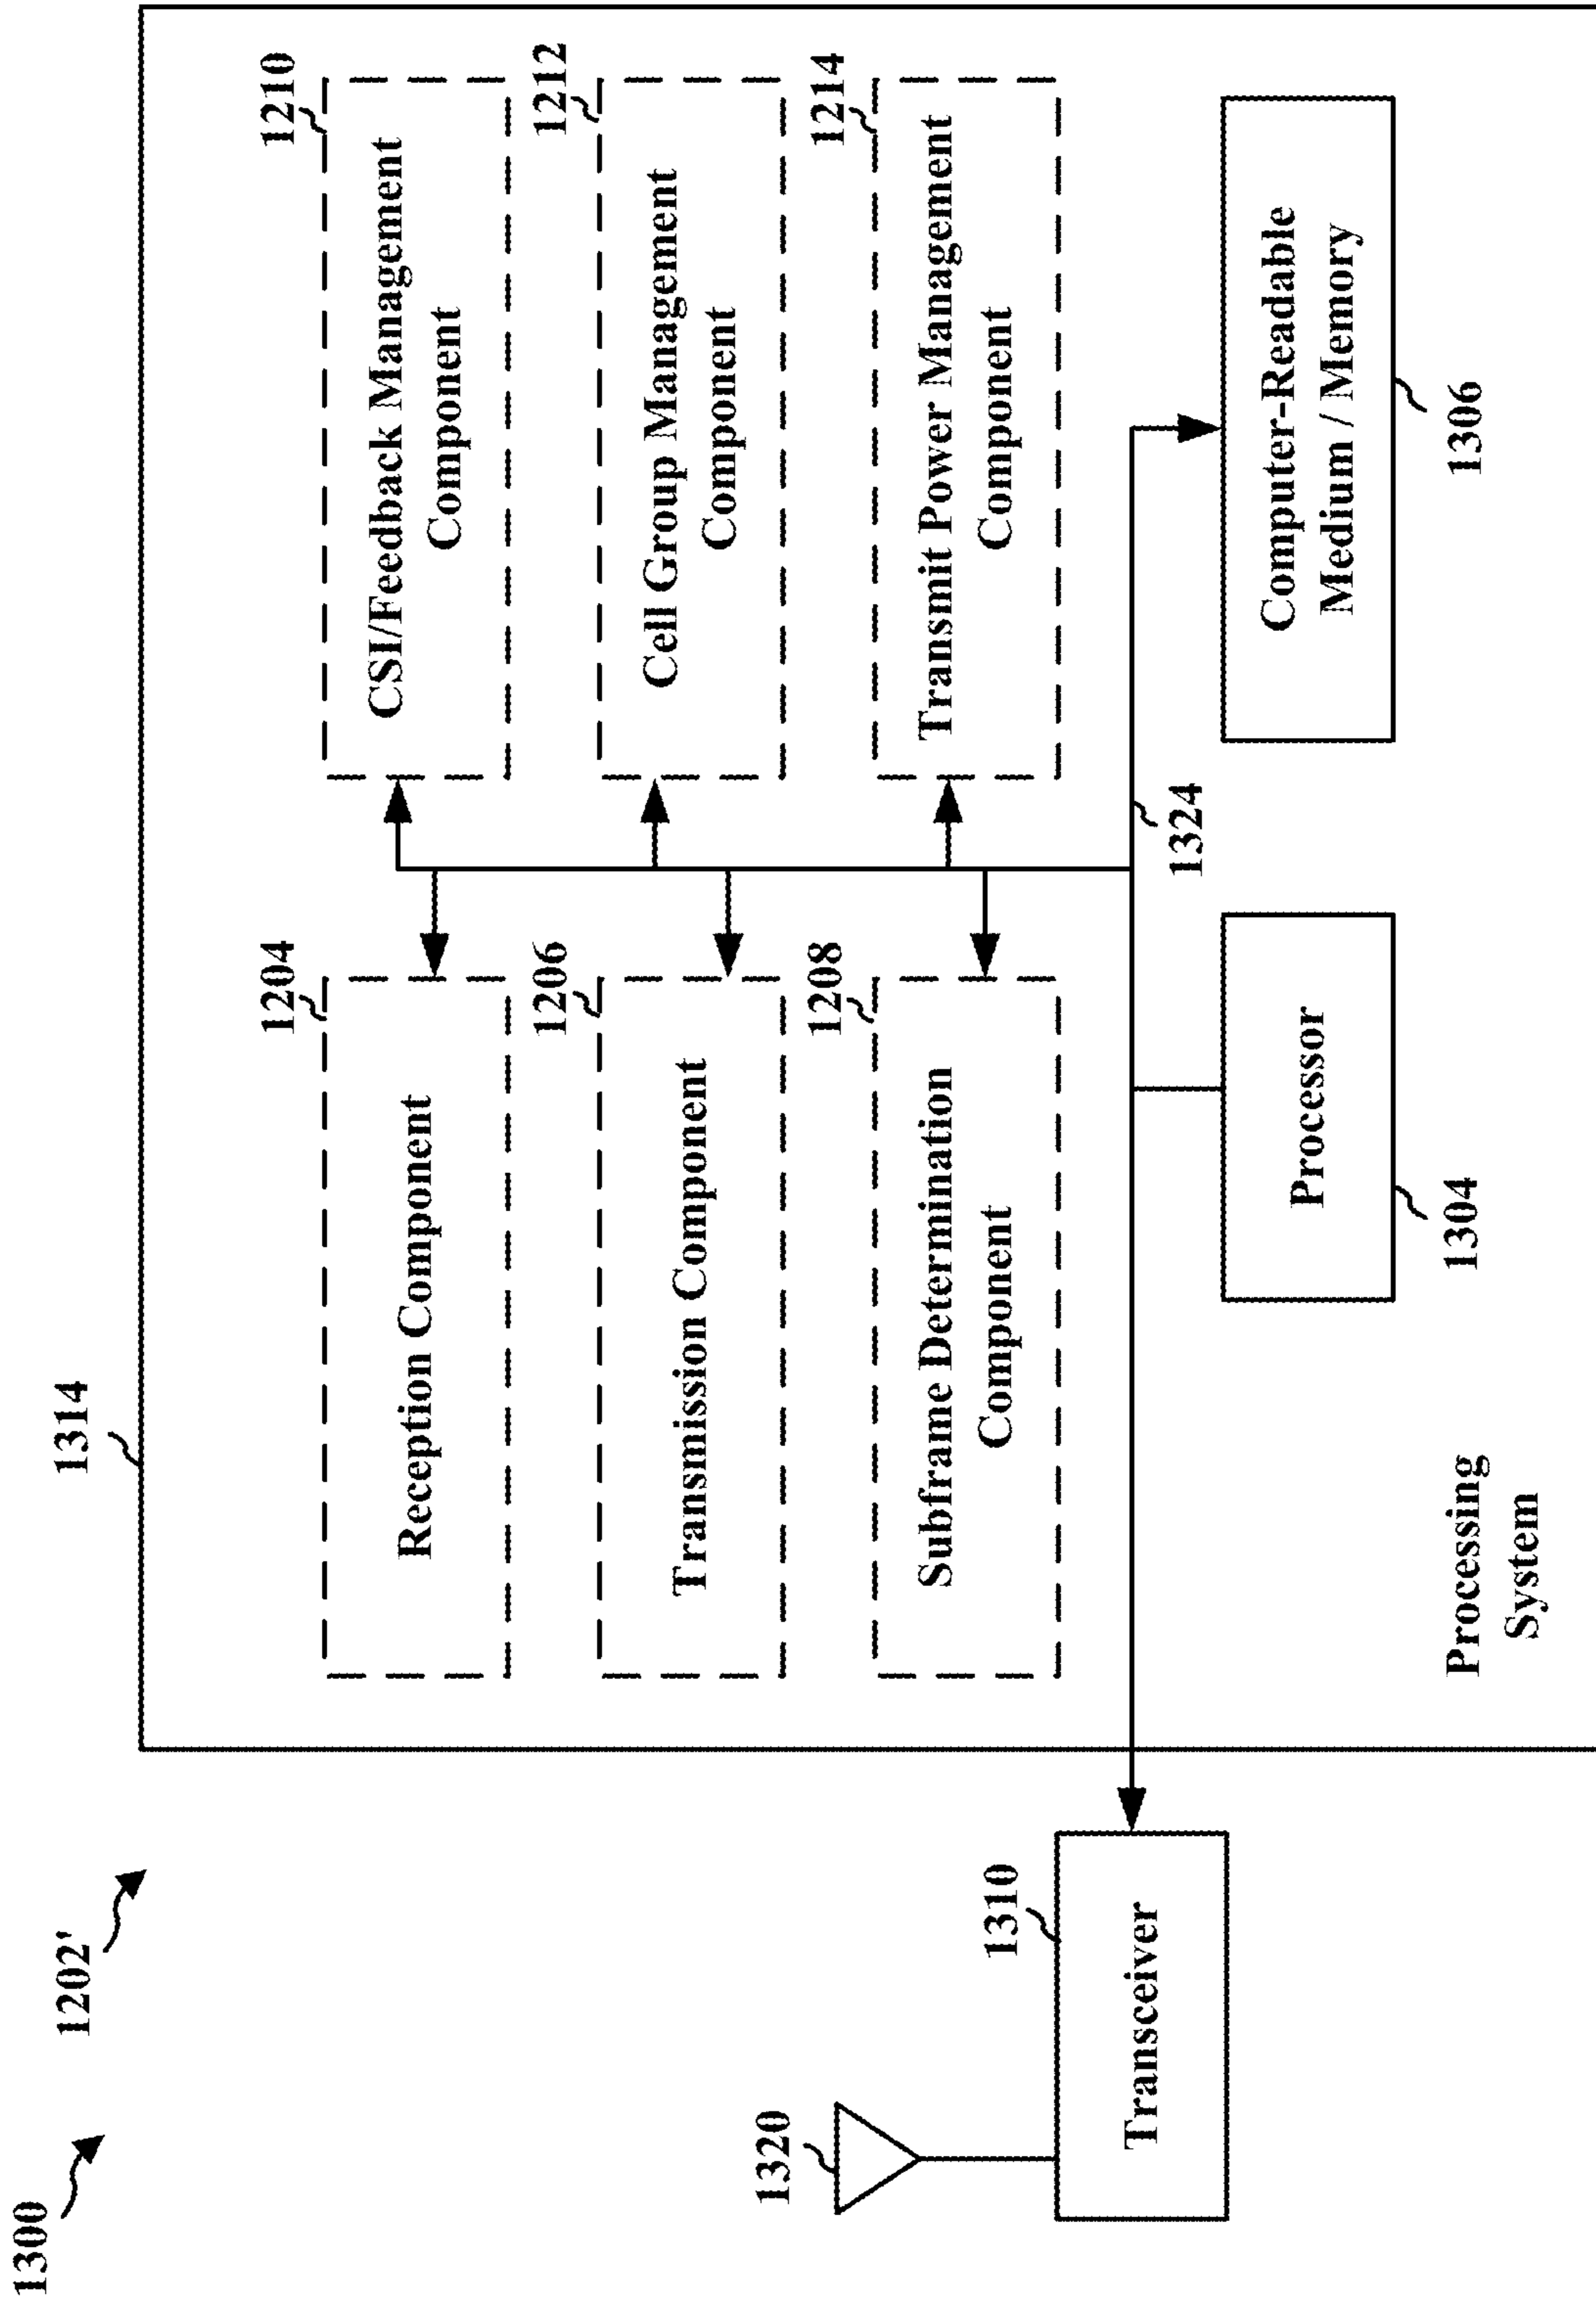 1300
1202'
1314
1204
Reception Component
1210
CSI/Feedback Management
Component
1206
Transmission Component
1212
Cell Group Management
Component
1208
Subframe Determination
Component
1214
Transmit Power Management
Component
1320
1310
Transceiver
1324
Processor
1304
Computer-Readable
Medium / Memory
1306
Processing
System